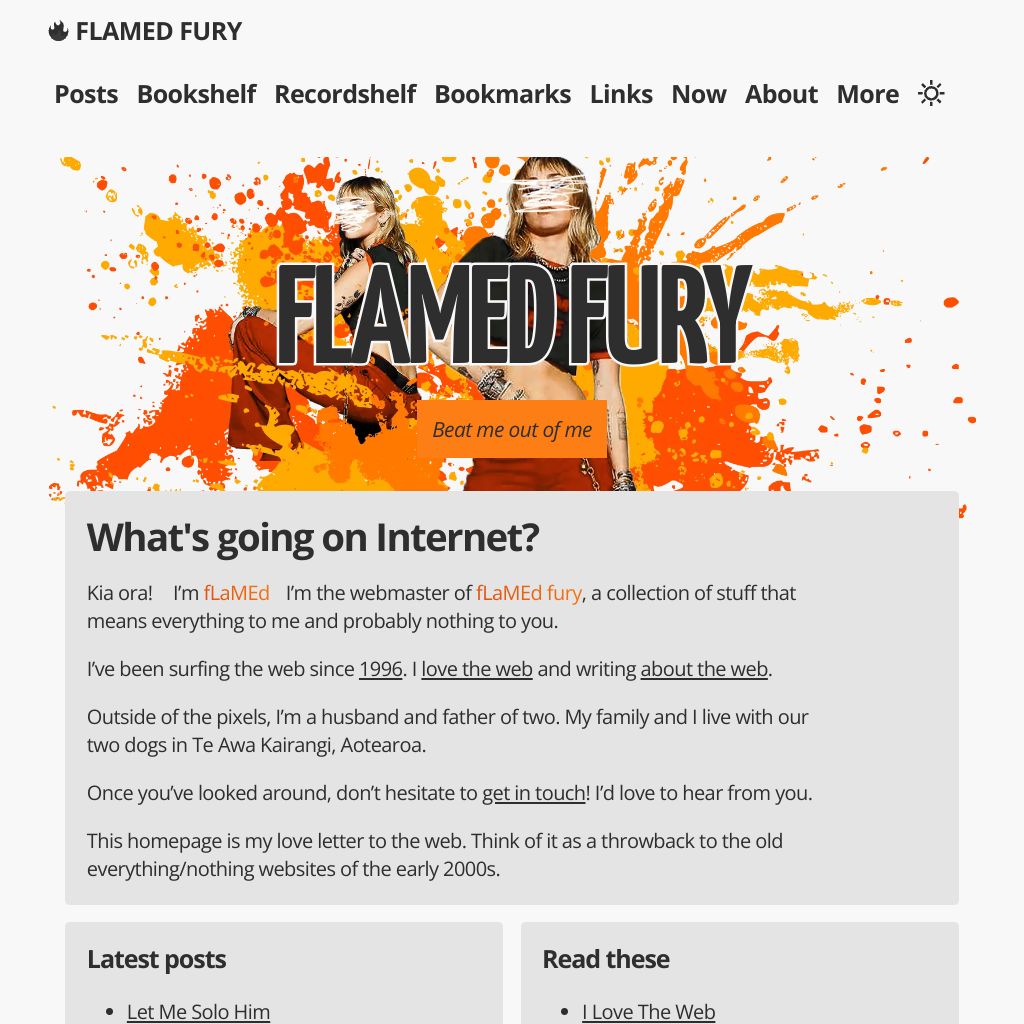 FLAMED FURY
Posts Bookshelf Recordshelf Bookmarks Links Now About More
FLAMED FURY
Beat me out of me
What's going on Internet?
Kia ora! I’m fLaMEd I’m the webmaster of fLaMEd fury, a collection of stuff that
means everything to me and probably nothing to you.
I’ve been surfing the web since 1996. I love the web and writing about the web.
Outside of the pixels, I’m a husband and father of two. My family and I live with our
two dogs in Te Awa Kairangi, Aotearoa.
Once you’ve looked around, don’t hesitate to get in touch! I’d love to hear from you.
This homepage is my love letter to the web. Think of it as a throwback to the old
everything/nothing websites of the early 2000s.
Latest posts
Let Me Solo Him
Read these
I Love The Web